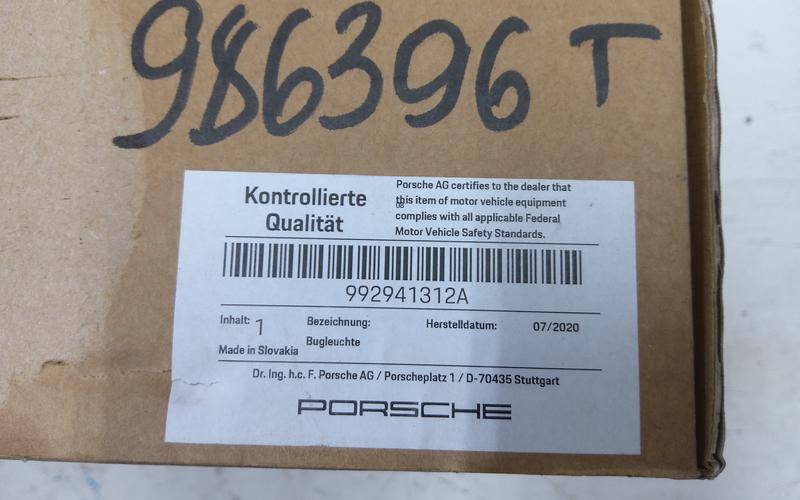 986396 T
Kontrollierte
Qualität
Porsche AG certifies to the dealer that
this item of motor vehicle equipment
complies with all applicable Federal
Motor Vehicle Safety Standards.
992941312A
Inhalt: 1 Bezeichnung: Herstelldatum: 07/2020
Bugleuchte
Made in Slovakia
Dr. Ing. h.c. F. Porsche AG / Porscheplatz 1 / D-70435 Stuttgart
PORSCHE